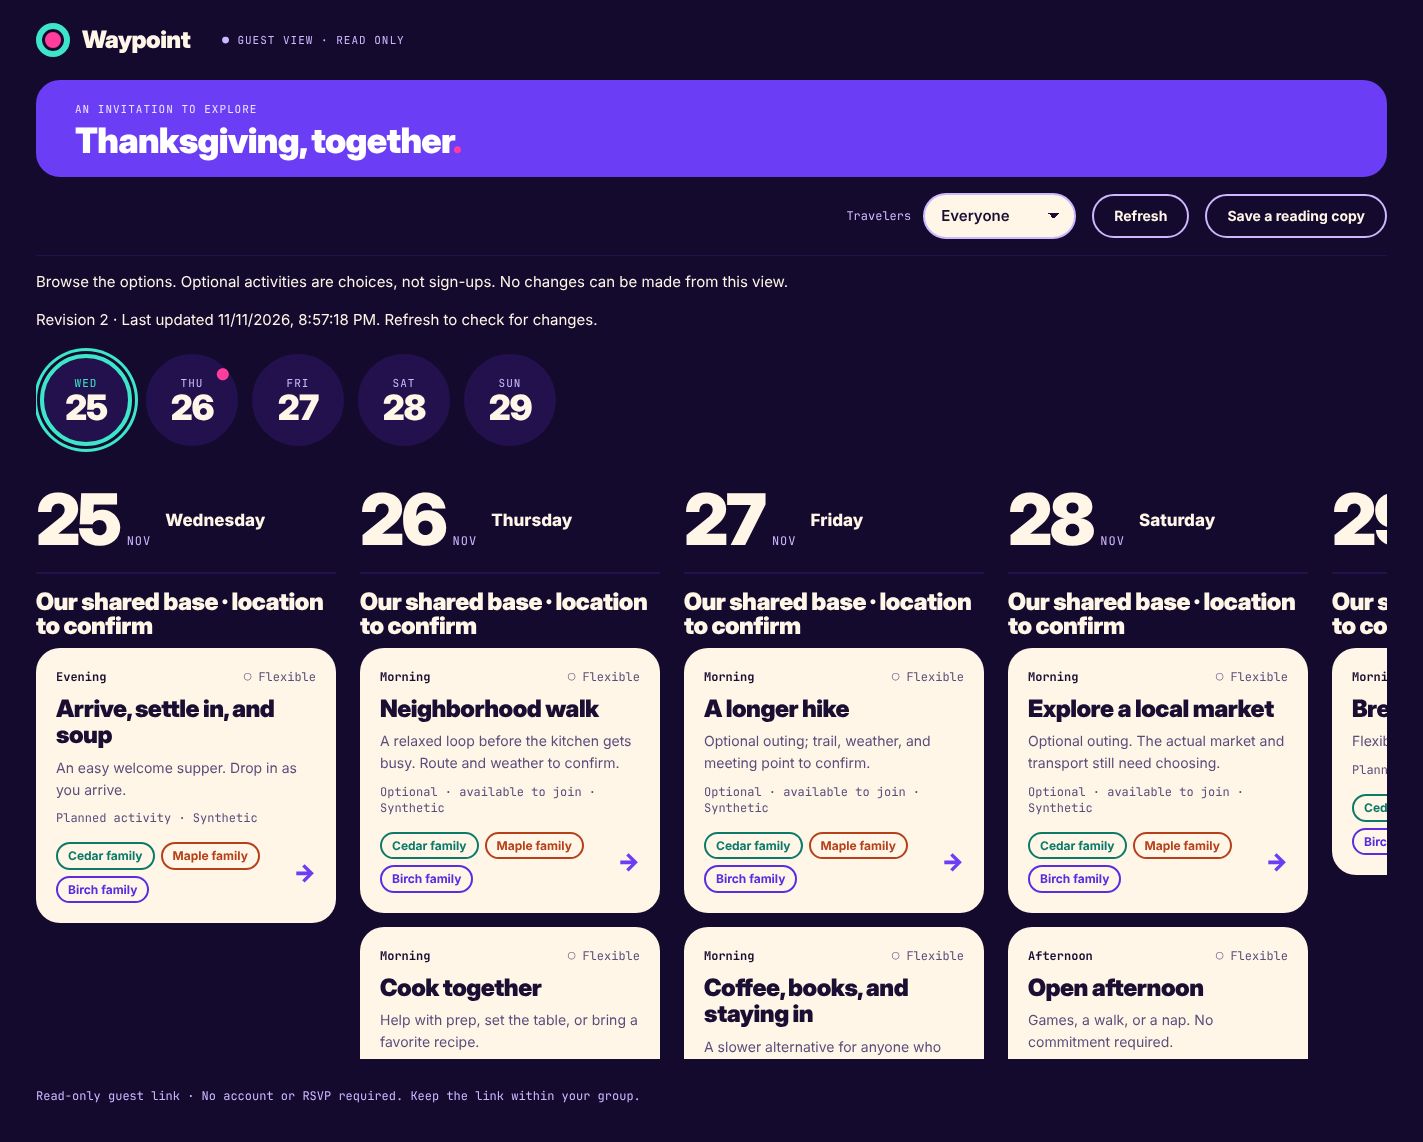 Waypoint
GUEST VIEW · READ ONLY
AN INVITATION TO EXPLORE
Thanksgiving, together.
Travelers
Everyone
Refresh
Save a reading copy
Browse the options. Optional activities are choices, not sign-ups. No changes can be made from this view.
Revision 2 · Last updated 11/11/2026, 8:57:18 PM. Refresh to check for changes.
WED
25
THU
26
FRI
27
SAT
28
SUN
29
25 NOV Wednesday
Our shared base · location
to confirm
Evening
Flexible
Arrive, settle in, and
soup
An easy welcome supper. Drop in as
you arrive.
Planned activity · Synthetic
Cedar family
Maple family
Birch family
26 NOV Thursday
Our shared base · location
to confirm
Morning
Flexible
Neighborhood walk
A relaxed loop before the kitchen gets
busy. Route and weather to confirm.
Optional · available to join ·
Synthetic
Cedar family
Maple family
Birch family
Morning
Flexible
Cook together
Help with prep, set the table, or bring a
favorite recipe.
27 NOV Friday
Our shared base · location
to confirm
Morning
Flexible
A longer hike
Optional outing; trail, weather, and
meeting point to confirm.
Optional · available to join ·
Synthetic
Cedar family
Maple family
Birch family
Morning
Flexible
Coffee, books, and
staying in
A slower alternative for anyone who
28 NOV Saturday
Our shared base · location
to confirm
Morning
Flexible
Explore a local market
Optional outing. The actual market and
transport still need choosing.
Optional · available to join ·
Synthetic
Cedar family
Maple family
Birch family
Afternoon
Flexible
Open afternoon
Games, a walk, or a nap. No
commitment required.
29
Our s
to co
Morni
Bre
Flexib
Plann
Ced
Birc
Read-only guest link · No account or RSVP required. Keep the link within your group.